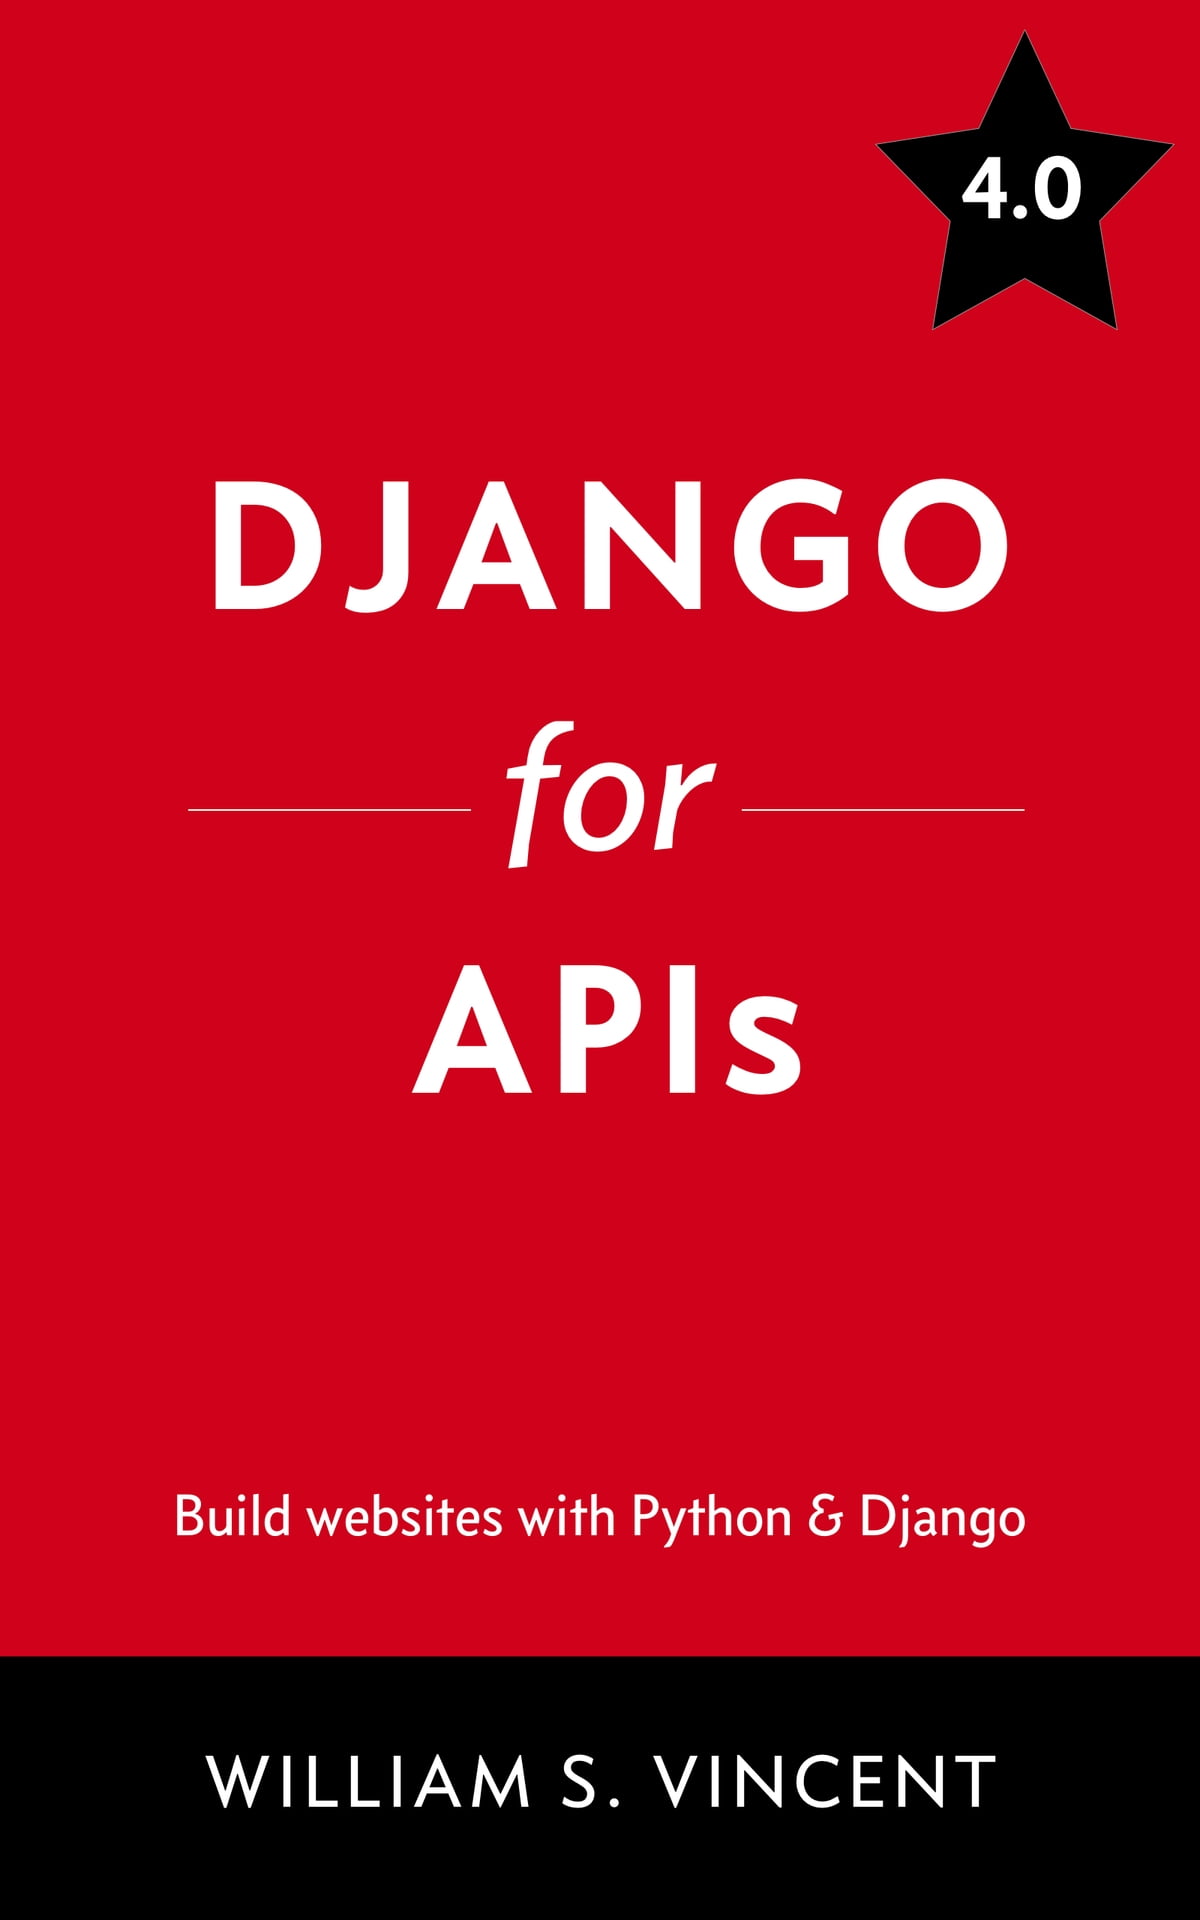 4.0
DJANGO
for
APIs
Build websites with Python & Django
WILLIAM S. VINCENT